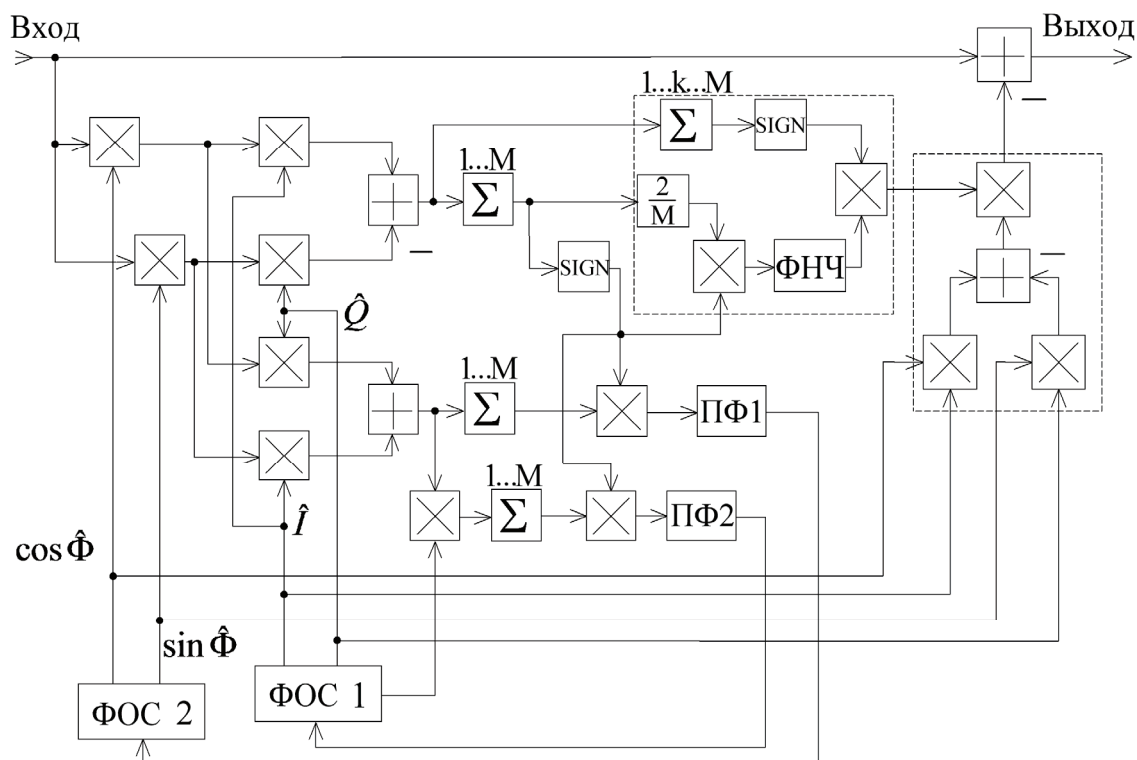 Вход
Выход
1...k...M
Σ
SIGN
1...M
Σ
2
M
SIGN
ФНЧ
Q̂
1...M
Σ
ПФ1
1...M
Σ
ПФ2
Î
cos Φ̂
sin Φ̂
ФОС 1
ФОС 2